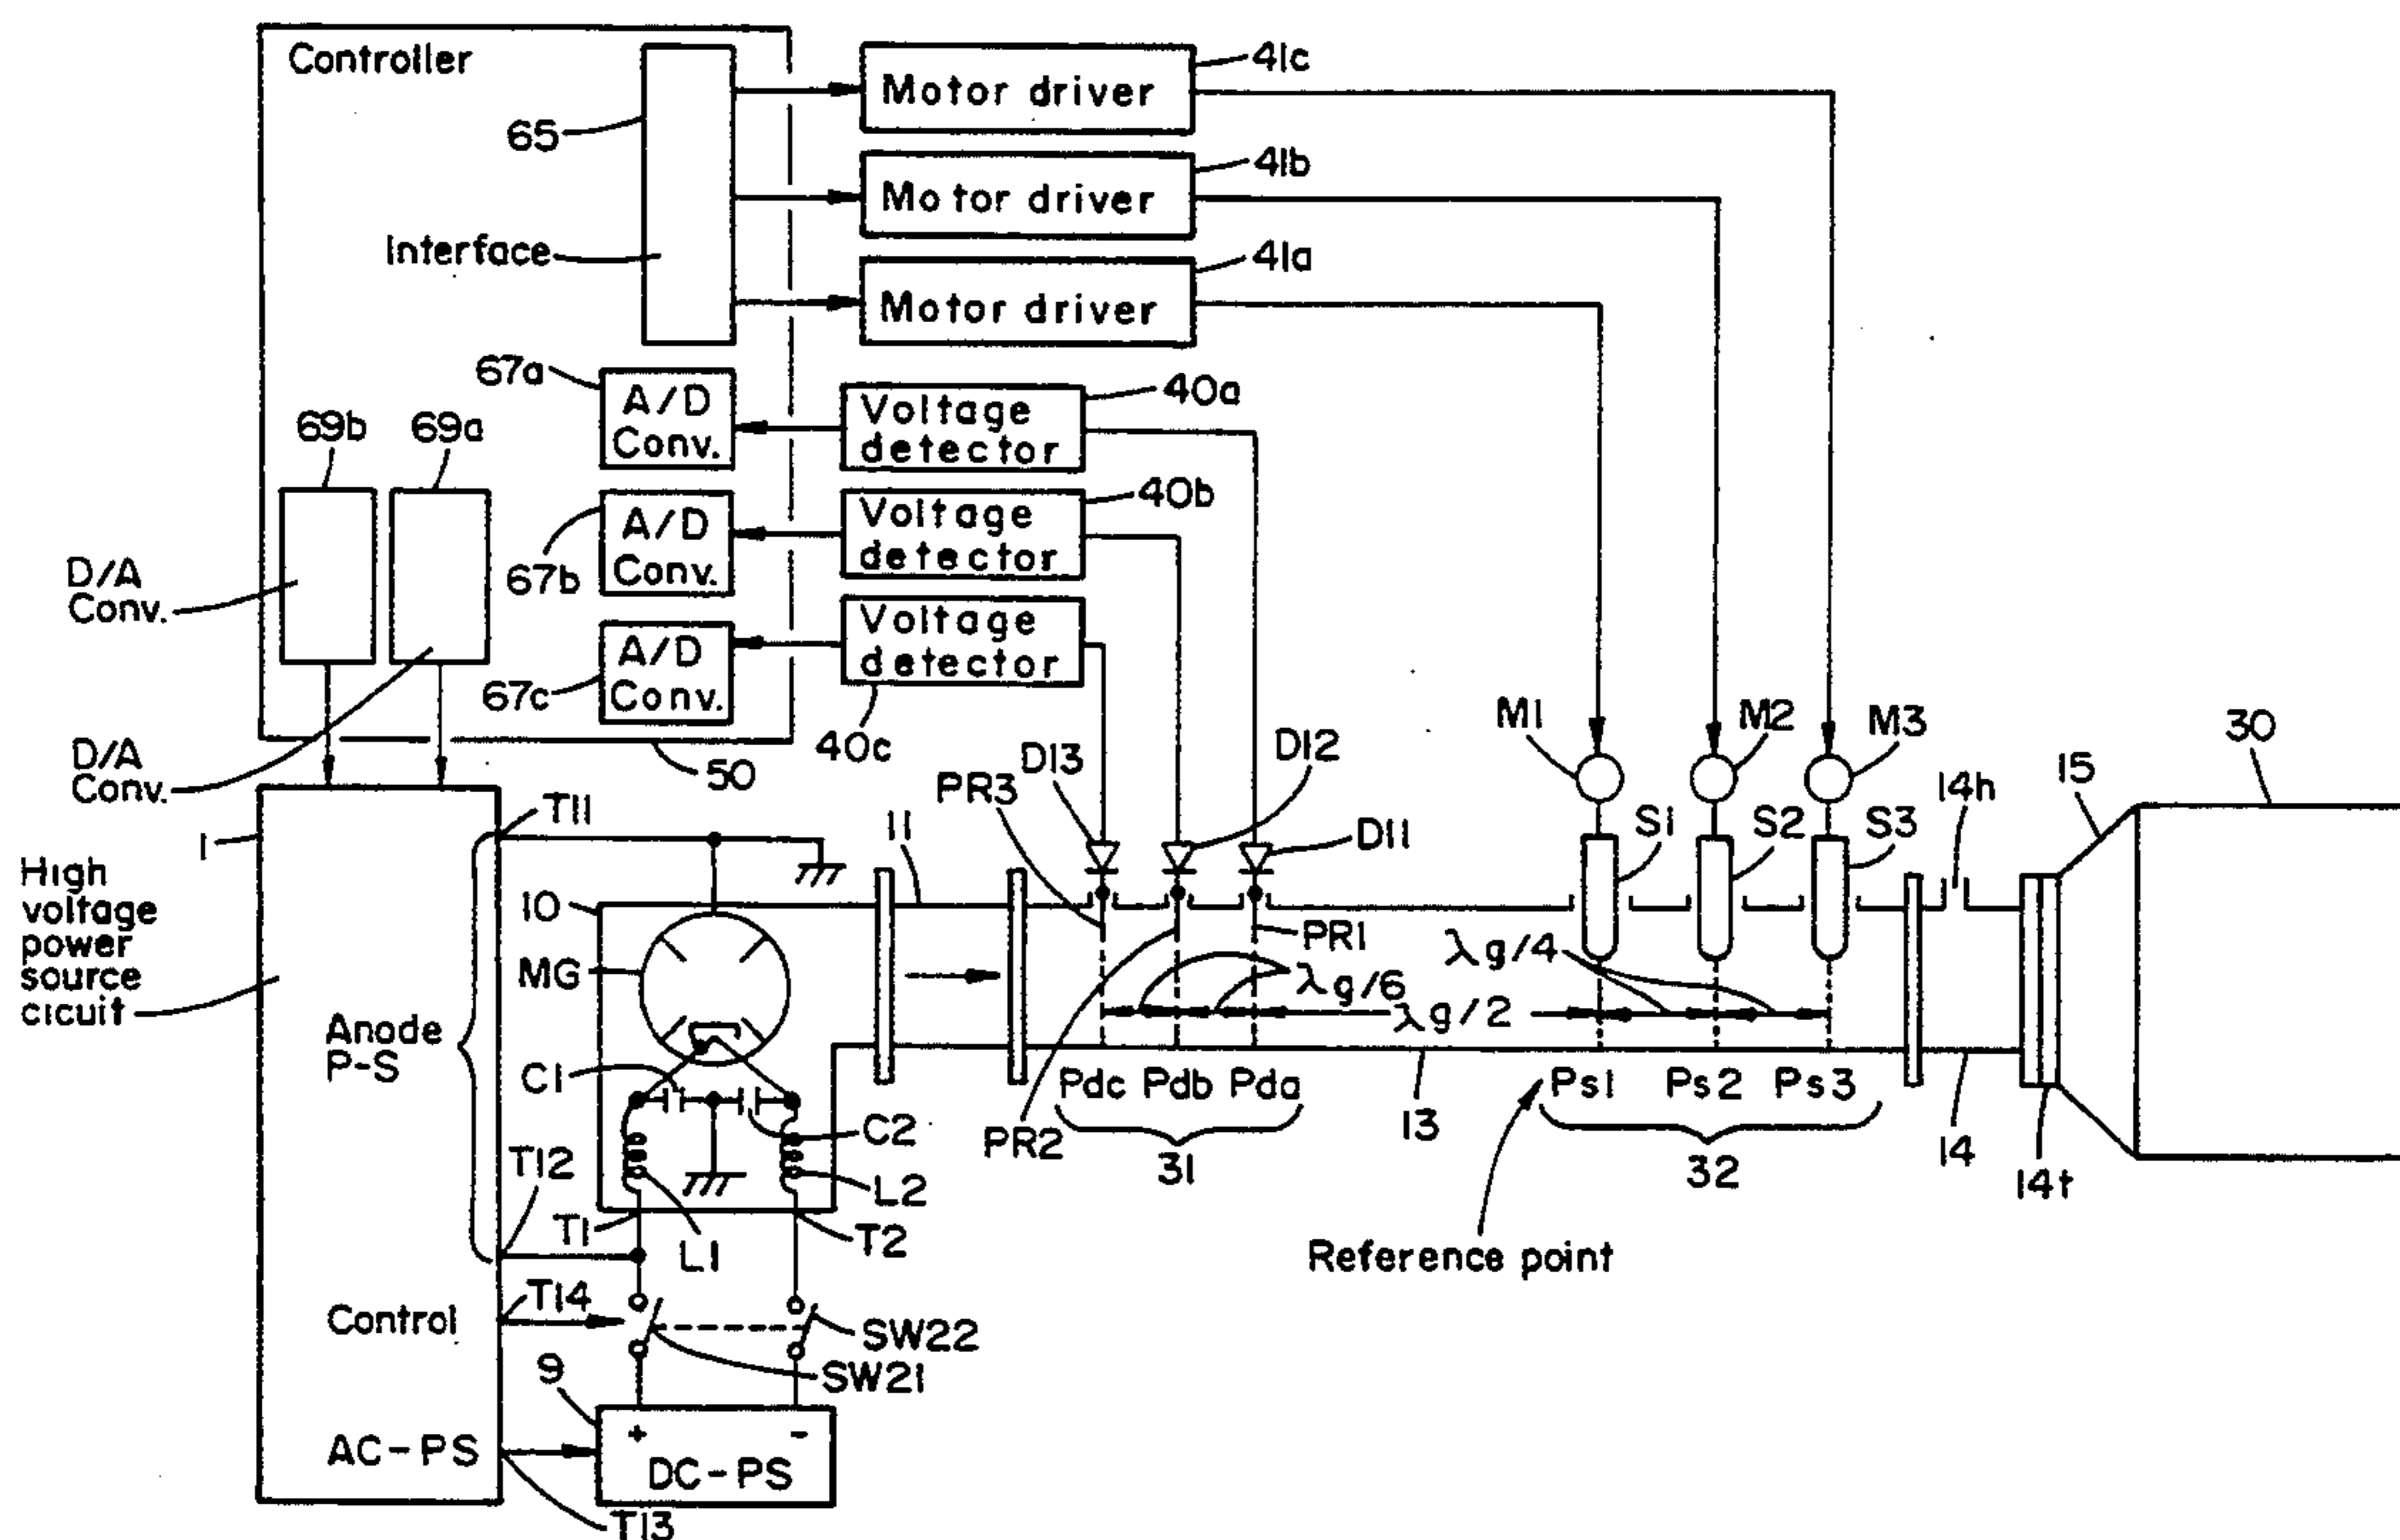 Controller
65
Interface
Motor driver
41c
Motor driver
41b
Motor driver
41a
67a
A/D
Conv.
Voltage
detector
40a
69b
69a
67b
A/D
Conv.
Voltage
detector
40b
D/A
Conv.
67c
A/D
Conv.
Voltage
detector
40c
D/A
Conv.
50
M1
M2
M3
30
D13
D12
PR3
15
14h
1
T11
11
D11
S1
S2
S3
High
voltage
power
source
cicuit
10
MG
PR1
λg/4
λg/6
λg/2
Anode
P-S
C1
Pdc
Pdb
Pda
Ps1
Ps2
Ps3
C2
PR2
31
13
32
14
14t
T12
L2
T1
L1
T2
Reference point
T14
Control
SW22
SW21
9
AC-PS
+
-
DC-PS
T13